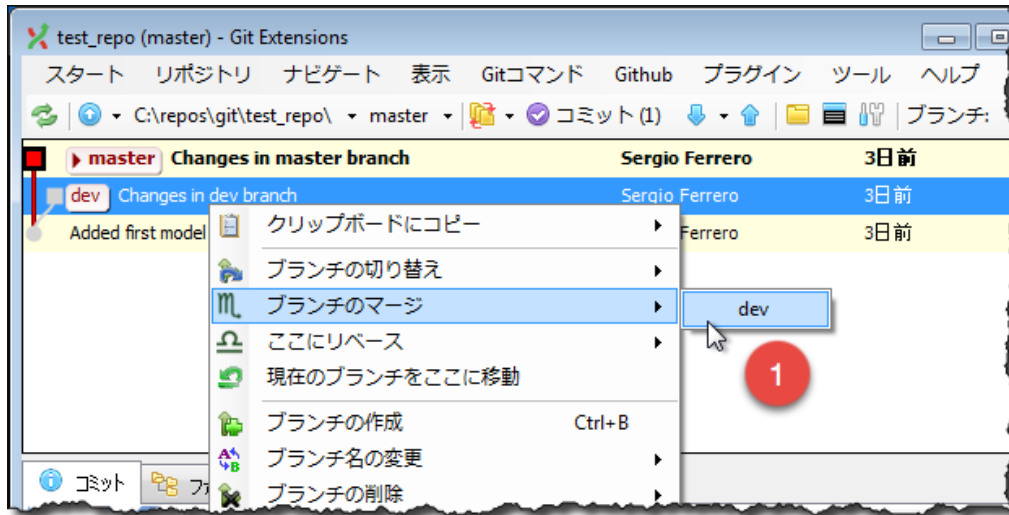 test_repo (master) - Git Extensions
スタート リポジトリ ナビゲート 表示 Gitコマンド Github プラグイン ツール ヘルプ
C:\repos\git\test_repo\ master コミット (1) ブランチ:
master Changes in master branch Sergio Ferrero 3日前
dev Changes in dev branch Sergio Ferrero 3日前
Added first model Ferrero 3日前
クリップボードにコピー
ブランチの切り替え
ブランチのマージ dev
ここにリベース
1
現在のブランチをここに移動
ブランチの作成 Ctrl+B
ブランチ名の変更
ブランチの削除
コミット